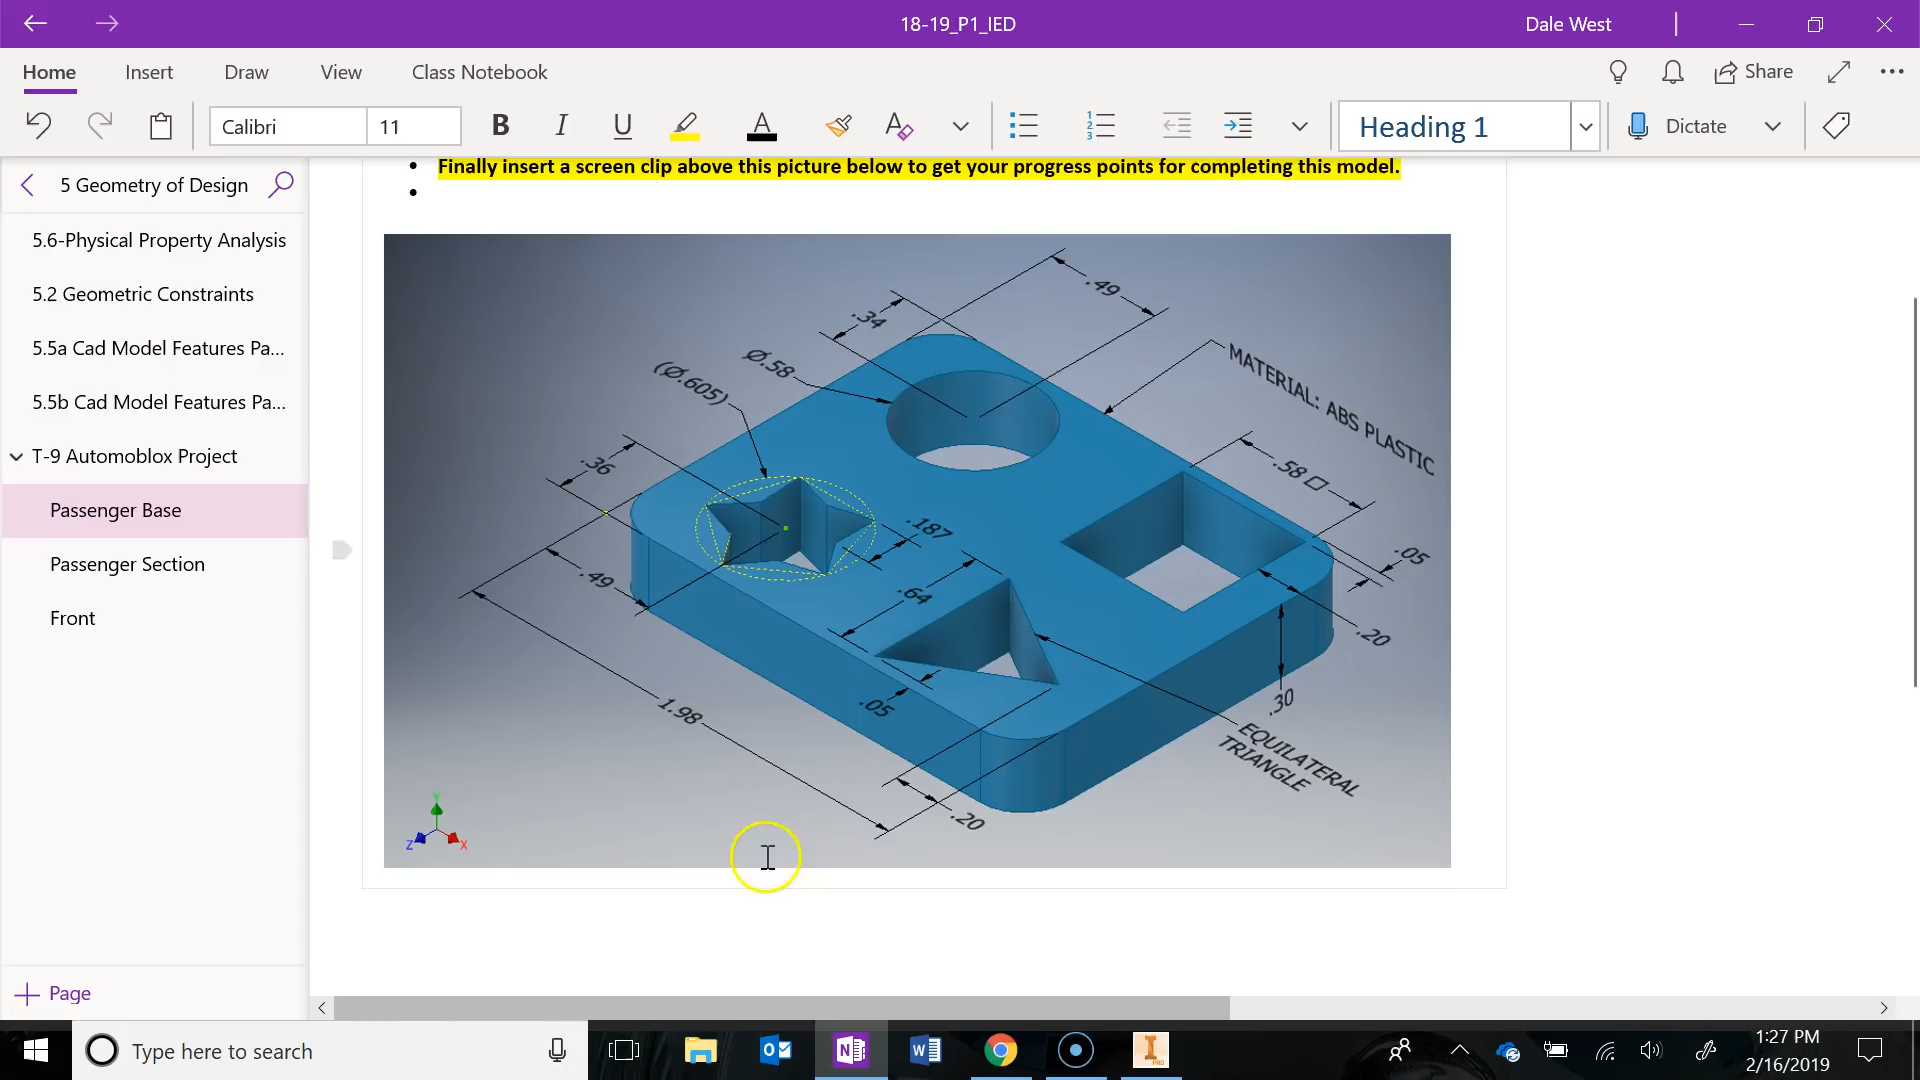 18-19_P1_IED
Dale West
Home Insert Draw View Class Notebook
Share
Calibri 11 B I U A Heading 1 Dictate
5 Geometry of Design
5.6-Physical Property Analysis
5.2 Geometric Constraints
5.5a Cad Model Features Pa...
5.5b Cad Model Features Pa...
T-9 Automoblox Project
Passenger Base
Passenger Section
Front
Page
Finally insert a screen clip above this picture below to get your progress points for completing this model.
.49
.34
Ø.58
(Ø.605)
MATERIAL: ABS PLASTIC
.36
.58 □
.187
.05
.49
.64
.20
.05
.30
1.98
EQUILATERAL
TRIANGLE
.20
Y
Z X
Type here to search
1:27 PM
2/16/2019